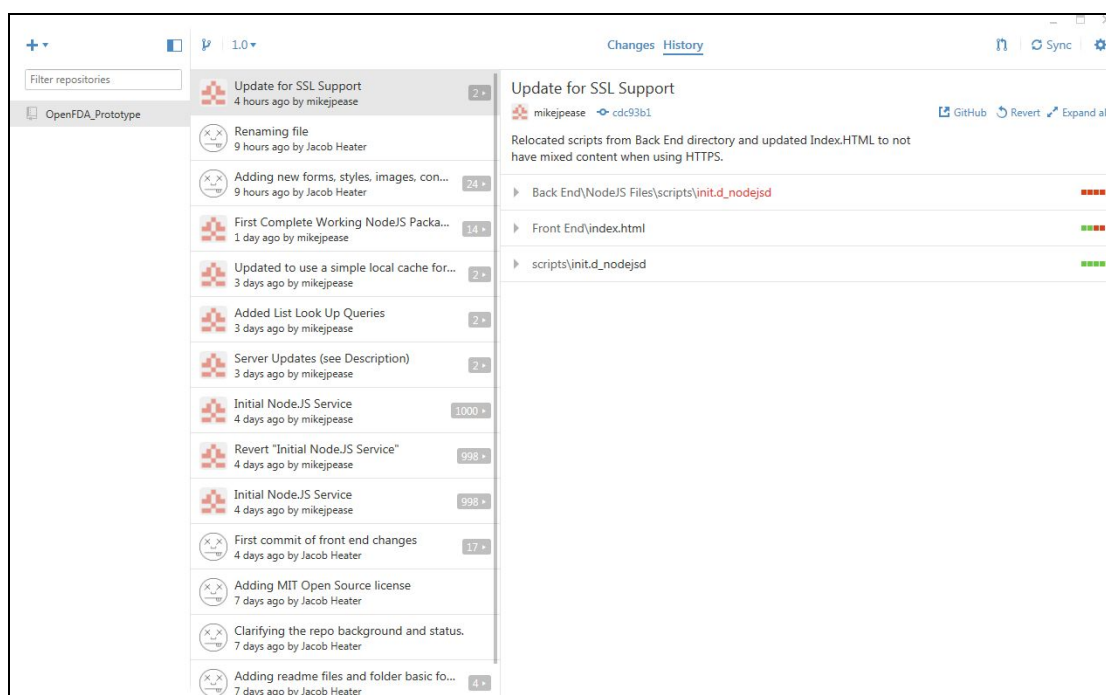 1.0
Changes History
Sync
Filter repositories
OpenFDA_Prototype
Update for SSL Support
4 hours ago by mikejpease
2
Renaming file
9 hours ago by Jacob Heater
Adding new forms, styles, images, con...
9 hours ago by Jacob Heater
24
First Complete Working NodeJS Packa...
1 day ago by mikejpease
14
Updated to use a simple local cache for...
3 days ago by mikejpease
2
Added List Look Up Queries
3 days ago by mikejpease
2
Server Updates (see Description)
3 days ago by mikejpease
2
Initial Node.JS Service
4 days ago by mikejpease
1000
Revert "Initial Node.JS Service"
4 days ago by mikejpease
998
Initial Node.JS Service
4 days ago by mikejpease
998
First commit of front end changes
4 days ago by Jacob Heater
17
Adding MIT Open Source license
7 days ago by Jacob Heater
Clarifying the repo background and status.
7 days ago by Jacob Heater
Adding readme files and folder basic fo...
7 days ago by Jacob Heater
4
Update for SSL Support
mikejpease cdc93b1
GitHub Revert Expand al
Relocated scripts from Back End directory and updated Index.HTML to not
have mixed content when using HTTPS.
Back End\NodeJS Files\scripts\init.d_nodejsd
Front End\index.html
scripts\init.d_nodejsd